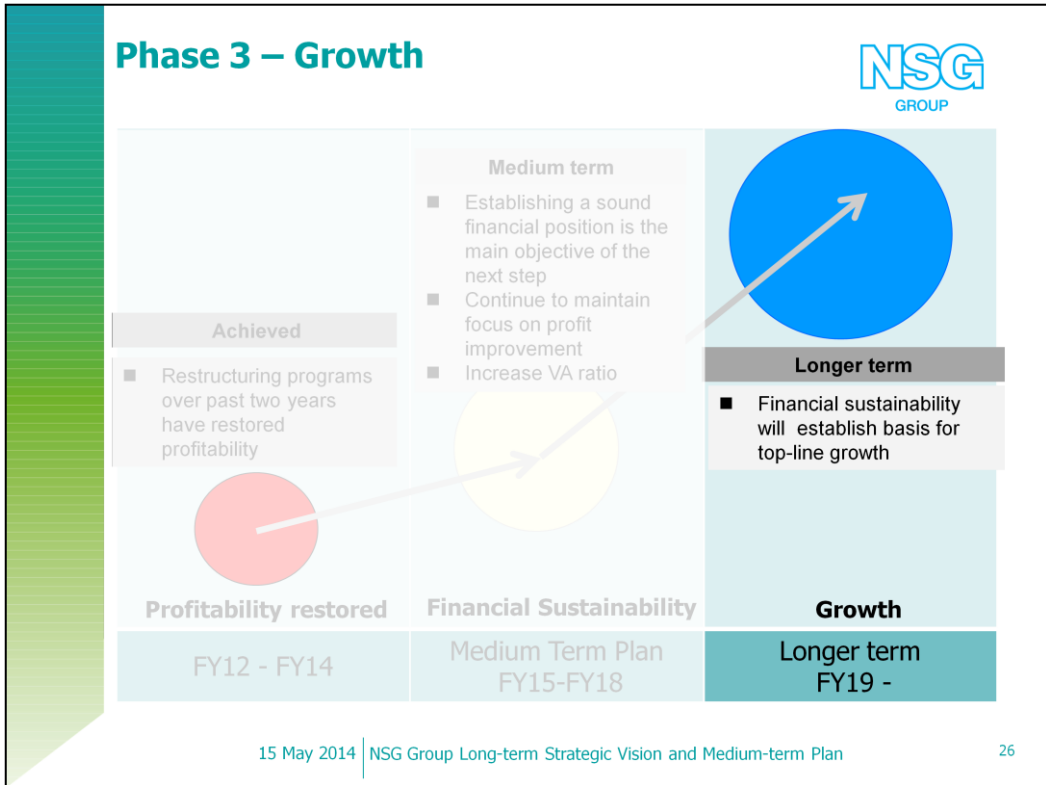 Phase 3 – Growth
NSG
GROUP
Achieved
■ Restructuring programs
over past two years
have restored
profitability
Profitability restored
FY12 - FY14
Medium term
■ Establishing a sound
financial position is the
main objective of the
next step
■ Continue to maintain
focus on profit
improvement
■ Increase VA ratio
Financial Sustainability
Medium Term Plan
FY15-FY18
Longer term
■ Financial sustainability
will establish basis for
top-line growth
Growth
Longer term
FY19 -
15 May 2014 NSG Group Long-term Strategic Vision and Medium-term Plan
26